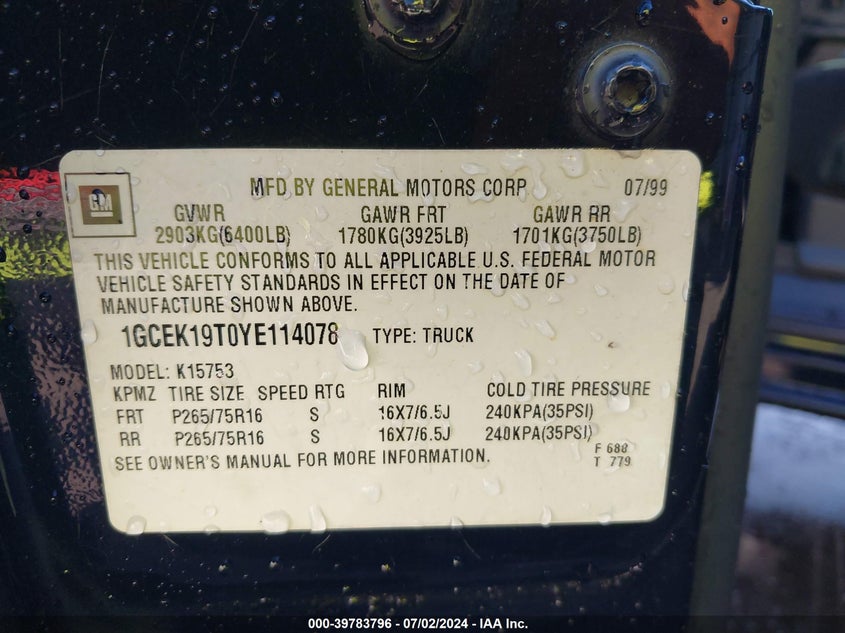 MFD BY GENERAL MOTORS CORP 07/99
GM
GVWR GAWR FRT GAWR RR
2903KG(6400LB) 1780KG(3925LB) 1701KG(3750LB)
THIS VEHICLE CONFORMS TO ALL APPLICABLE U.S. FEDERAL MOTOR
VEHICLE SAFETY STANDARDS IN EFFECT ON THE DATE OF
MANUFACTURE SHOWN ABOVE.
1GCEK19T0YE114078 TYPE: TRUCK
MODEL: K15753
KPMZ TIRE SIZE SPEED RTG RIM COLD TIRE PRESSURE
FRT P265/75R16 S 16X7/6.5J 240KPA(35PSI)
RR P265/75R16 S 16X7/6.5J 240KPA(35PSI)
SEE OWNER'S MANUAL FOR MORE INFORMATION.
F 688
T 779
000-39783796 - 07/02/2024 - IAA Inc.